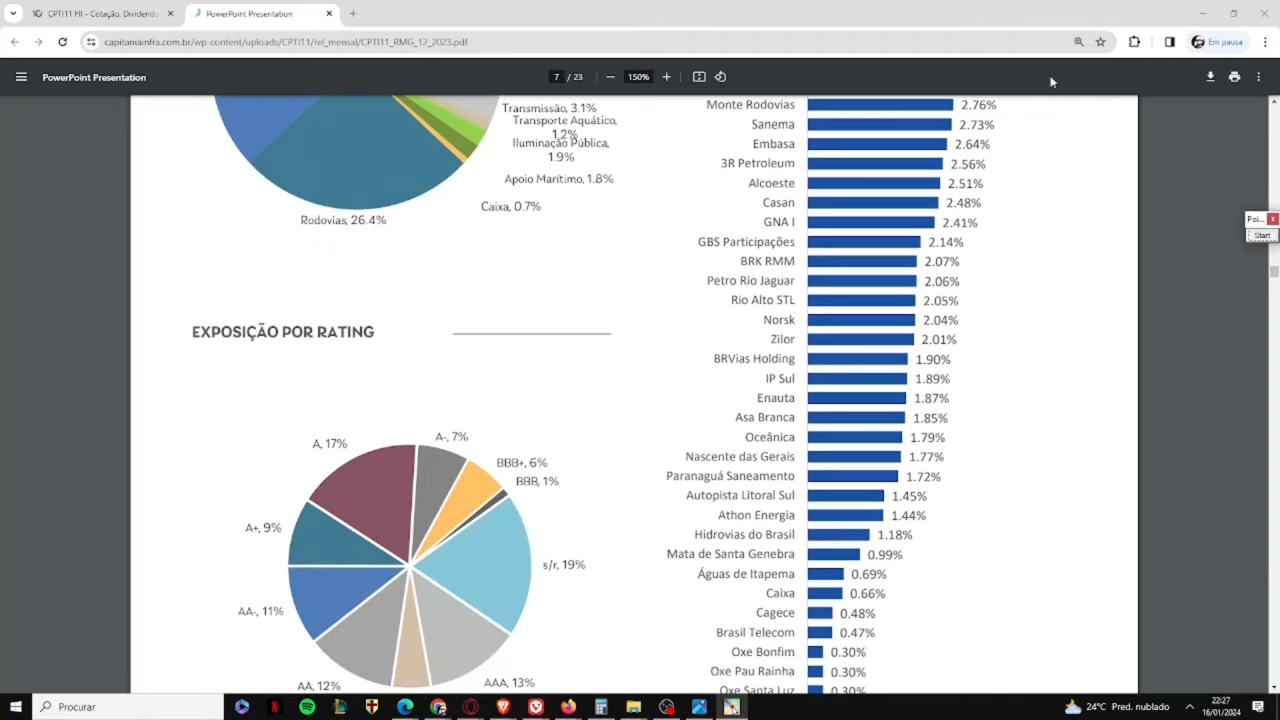 CPTI11 FII - Cotação, Dividendo
PowerPoint Presentation
capitaniainfra.com.br/wp-content/uploads/CPTI11/rel_mensal/CPTI11_RMG_12_2023.pdf
Em pausa
PowerPoint Presentation
7 / 23
150%
Transmissão, 3.1%
Transporte Aquático,
1.2%
Iluminação Pública,
1.9%
Apoio Marítimo, 1.8%
Caixa, 0.7%
Rodovias, 26.4%
EXPOSIÇÃO POR RATING
A, 17%
A-, 7%
BBB+, 6%
BBB, 1%
A+, 9%
s/r, 19%
AA-, 11%
AA, 12%
AAA, 13%
Monte Rodovias 2.76%
Sanema 2.73%
Embasa 2.64%
3R Petroleum 2.56%
Alcoeste 2.51%
Casan 2.48%
GNA I 2.41%
GBS Participações 2.14%
BRK RMM 2.07%
Petro Rio Jaguar 2.06%
Rio Alto STL 2.05%
Norsk 2.04%
Zilor 2.01%
BRVias Holding 1.90%
IP Sul 1.89%
Enauta 1.87%
Asa Branca 1.85%
Oceânica 1.79%
Nascente das Gerais 1.77%
Paranaguá Saneamento 1.72%
Autopista Litoral Sul 1.45%
Athon Energia 1.44%
Hidrovias do Brasil 1.18%
Mata de Santa Genebra 0.99%
Águas de Itapema 0.69%
Caixa 0.66%
Cagece 0.48%
Brasil Telecom 0.47%
Oxe Bonfim 0.30%
Oxe Pau Rainha 0.30%
Oxe Santa Luz 0.30%
Poi...
Start
Procurar
24°C Pred. nublado
22:27
16/01/2024